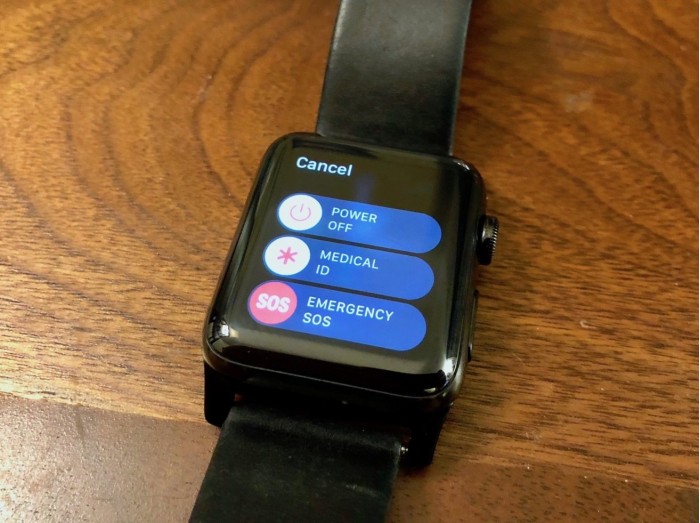 Cancel
POWER
OFF
MEDICAL
ID
SOS
EMERGENCY
SOS